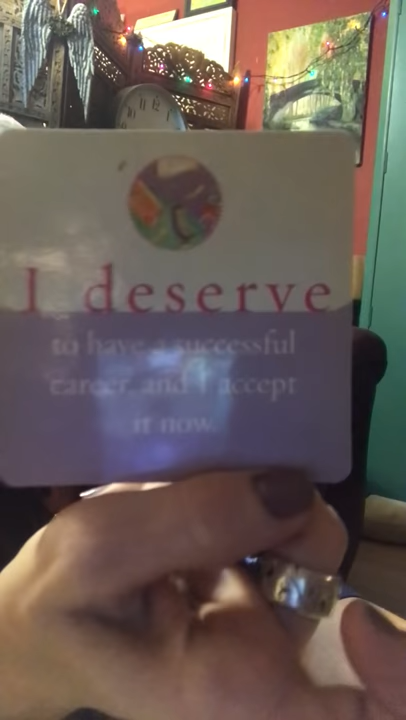 I deserve
to have a successful
career, and I accept
it now.